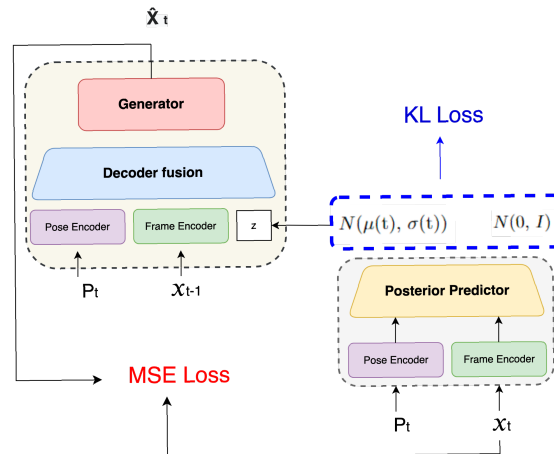 X̂ t
Generator
Decoder fusion
Pose Encoder
Frame Encoder
z
Pt
xt-1
KL Loss
N(μ(t), σ(t))
N(0, I)
Posterior Predictor
Pose Encoder
Frame Encoder
Pt
xt
MSE Loss